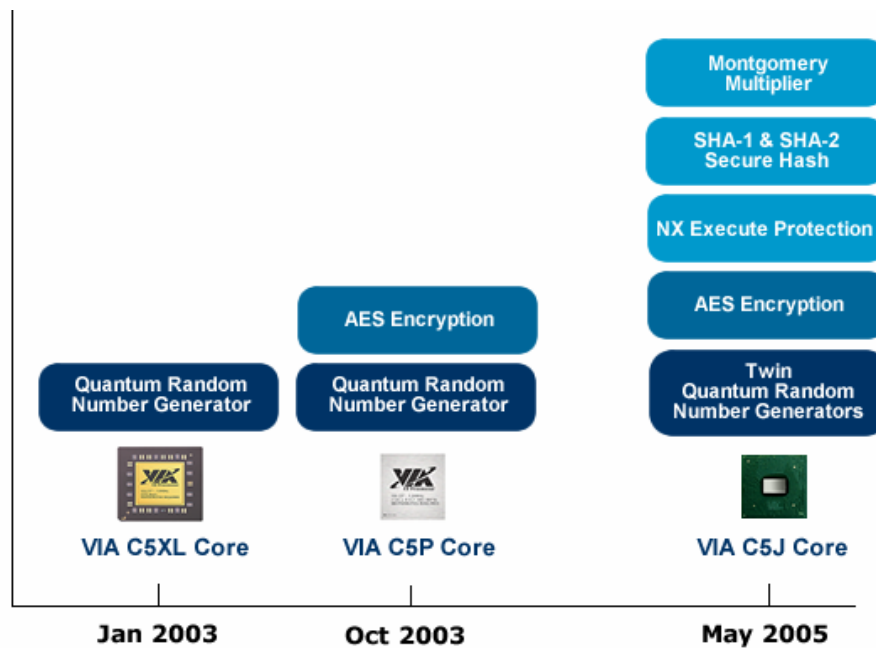 Montgomery
Multiplier
SHA-1 & SHA-2
Secure Hash
NX Execute Protection
AES Encryption
AES Encryption
Quantum Random
Number Generator
Quantum Random
Number Generator
Twin
Quantum Random
Number Generators
VIA
VIA
VIA C5XL Core
VIA C5P Core
VIA C5J Core
Jan 2003
Oct 2003
May 2005